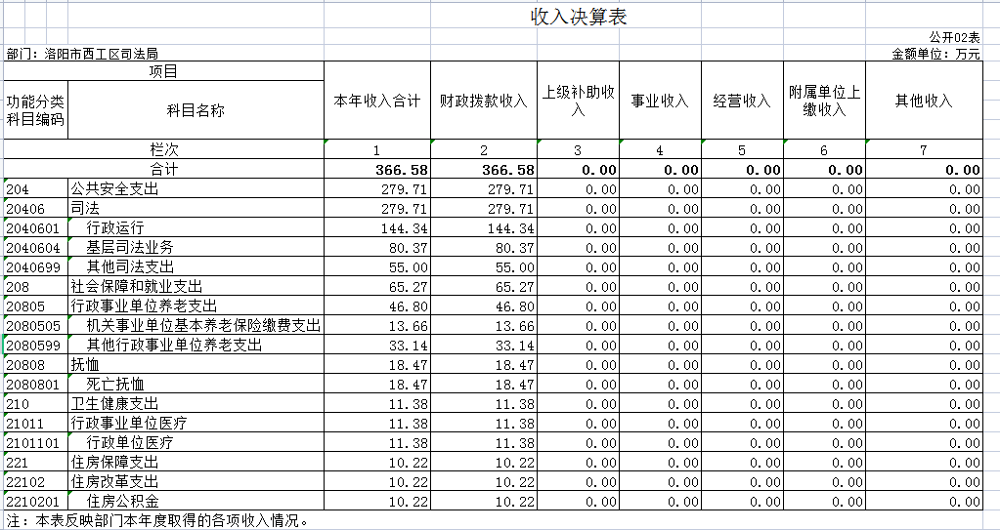 收入决算表
公开02表
部门：洛阳市西工区司法局 金额单位：万元
项目 本年收入合计 财政拨款收入 上级补助收入 事业收入 经营收入 附属单位上缴收入 其他收入
功能分类科目编码 科目名称
栏次 1 2 3 4 5 6 7
合计 366.58 366.58 0.00 0.00 0.00 0.00 0.00
204 公共安全支出 279.71 279.71 0.00 0.00 0.00 0.00 0.00
20406 司法 279.71 279.71 0.00 0.00 0.00 0.00 0.00
2040601 行政运行 144.34 144.34 0.00 0.00 0.00 0.00 0.00
2040604 基层司法业务 80.37 80.37 0.00 0.00 0.00 0.00 0.00
2040699 其他司法支出 55.00 55.00 0.00 0.00 0.00 0.00 0.00
208 社会保障和就业支出 65.27 65.27 0.00 0.00 0.00 0.00 0.00
20805 行政事业单位养老支出 46.80 46.80 0.00 0.00 0.00 0.00 0.00
2080505 机关事业单位基本养老保险缴费支出 13.66 13.66 0.00 0.00 0.00 0.00 0.00
2080599 其他行政事业单位养老支出 33.14 33.14 0.00 0.00 0.00 0.00 0.00
20808 抚恤 18.47 18.47 0.00 0.00 0.00 0.00 0.00
2080801 死亡抚恤 18.47 18.47 0.00 0.00 0.00 0.00 0.00
210 卫生健康支出 11.38 11.38 0.00 0.00 0.00 0.00 0.00
21011 行政事业单位医疗 11.38 11.38 0.00 0.00 0.00 0.00 0.00
2101101 行政单位医疗 11.38 11.38 0.00 0.00 0.00 0.00 0.00
221 住房保障支出 10.22 10.22 0.00 0.00 0.00 0.00 0.00
22102 住房改革支出 10.22 10.22 0.00 0.00 0.00 0.00 0.00
2210201 住房公积金 10.22 10.22 0.00 0.00 0.00 0.00 0.00
注：本表反映部门本年度取得的各项收入情况。